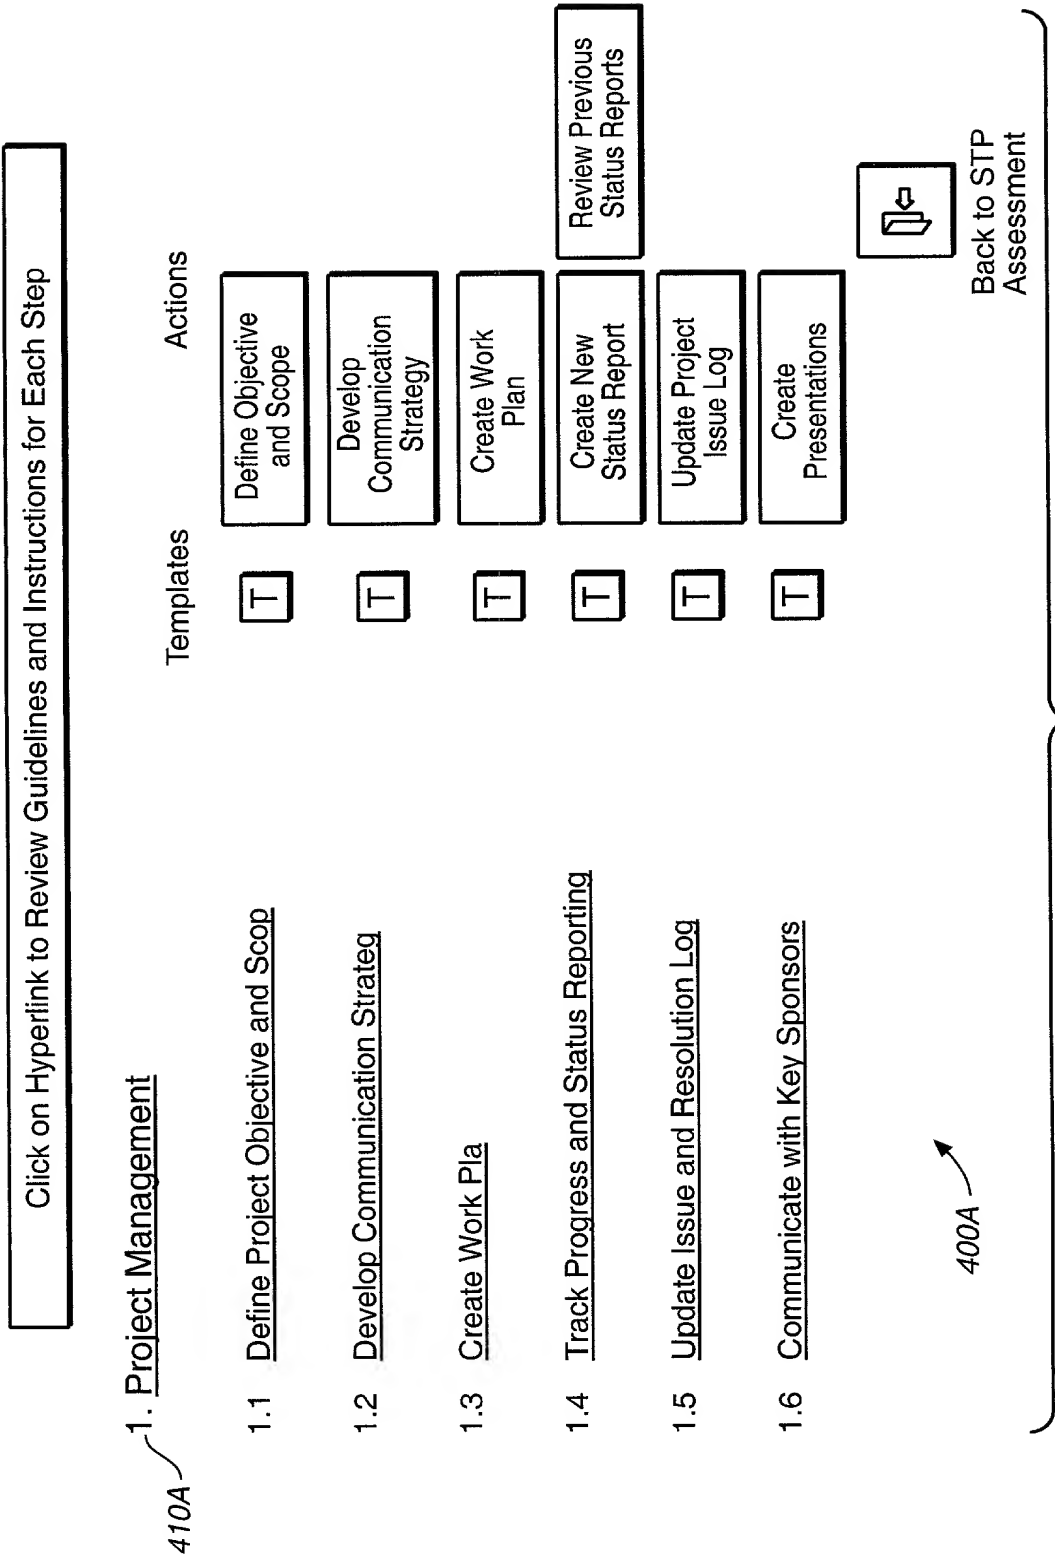 Click on Hyperlink to Review Guidelines and Instructions for Each Step
410A
1. Project Management
Templates
Actions
1.1 Define Project Objective and Scop
T
Define Objective
and Scope
1.2 Develop Communication Strateg
T
Develop
Communication
Strategy
1.3 Create Work Pla
T
Create Work
Plan
1.4 Track Progress and Status Reporting
T
Create New
Status Report
Review Previous
Status Reports
1.5 Update Issue and Resolution Log
T
Update Project
Issue Log
1.6 Communicate with Key Sponsors
T
Create
Presentations
400A
Back to STP
Assessment